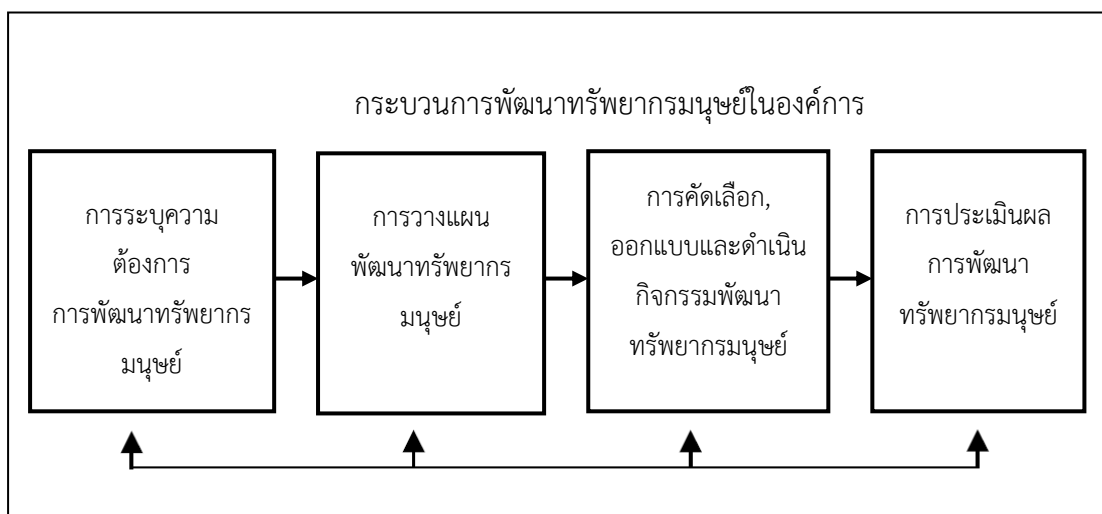 กระบวนการพัฒนาทรัพยากรมนุษย์ในองค์การ
การระบุความ
ต้องการ
การพัฒนาทรัพยากร
มนุษย์
การวางแผน
พัฒนาทรัพยากร
มนุษย์
การคัดเลือก,
ออกแบบและดำเนิน
กิจกรรมพัฒนา
ทรัพยากรมนุษย์
การประเมินผล
การพัฒนา
ทรัพยากรมนุษย์